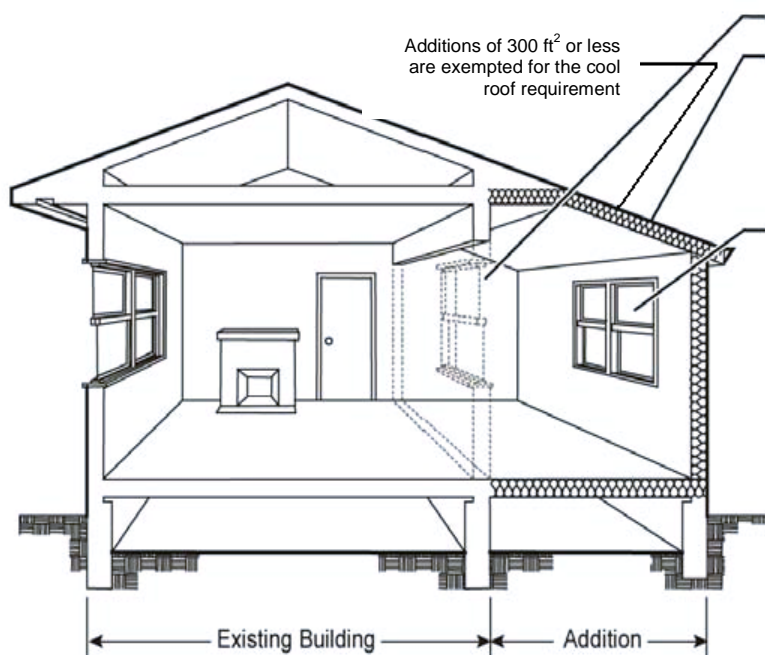 Additions of 300 ft² or less
are exempted for the cool
roof requirement
Existing Building
Addition